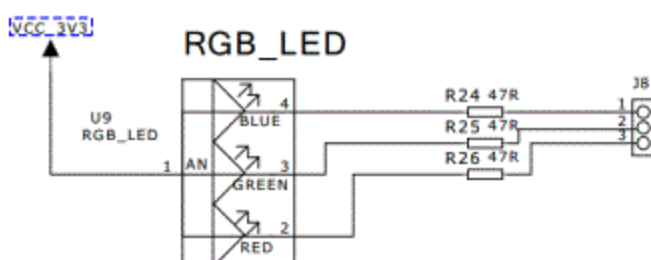 VCC_3V3
RGB_LED
J8
R24 47R
1
4
U9
BLUE
R25 47R
2
RGB_LED
3
R26 47R
1 AN
3
GREEN
2
RED